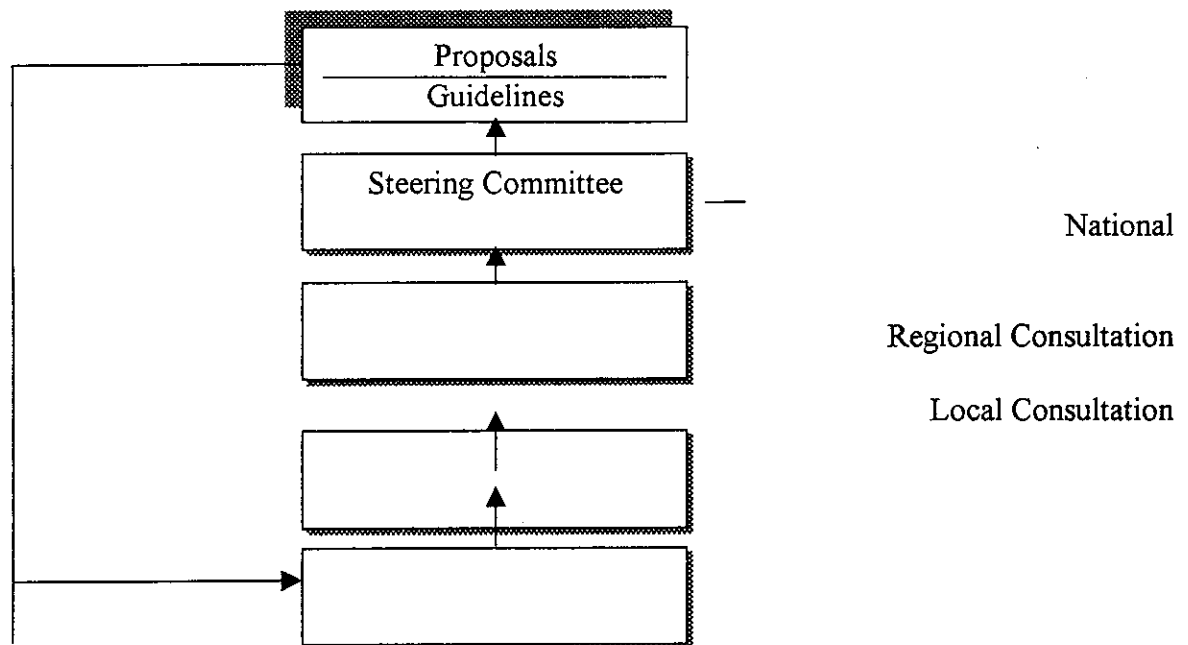 Proposals
Guidelines
Steering Committee
National
Regional Consultation
Local Consultation